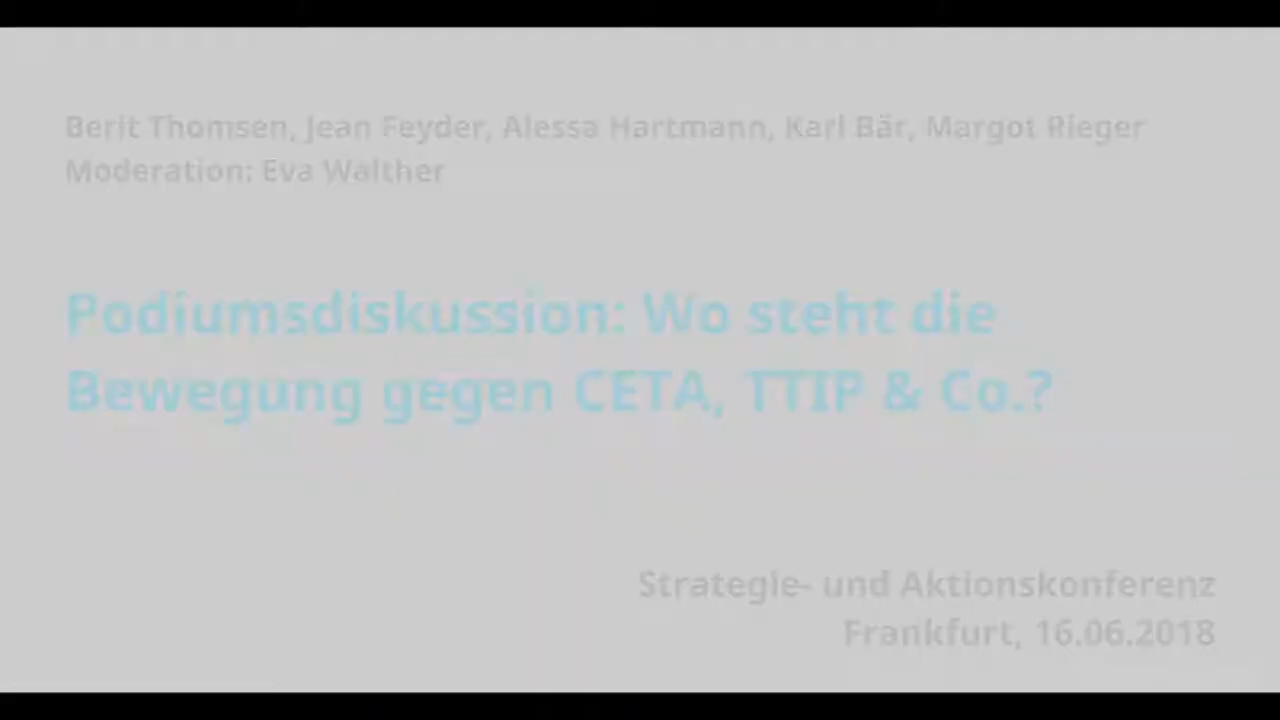 Berit Thomsen, Jean Feyder, Alessa Hartmann, Karl Bär, Margot Rieger
Moderation: Eva Walther
Podiumsdiskussion: Wo steht die
Bewegung gegen CETA, TTIP & Co.?
Strategie- und Aktionskonferenz
Frankfurt, 16.06.2018